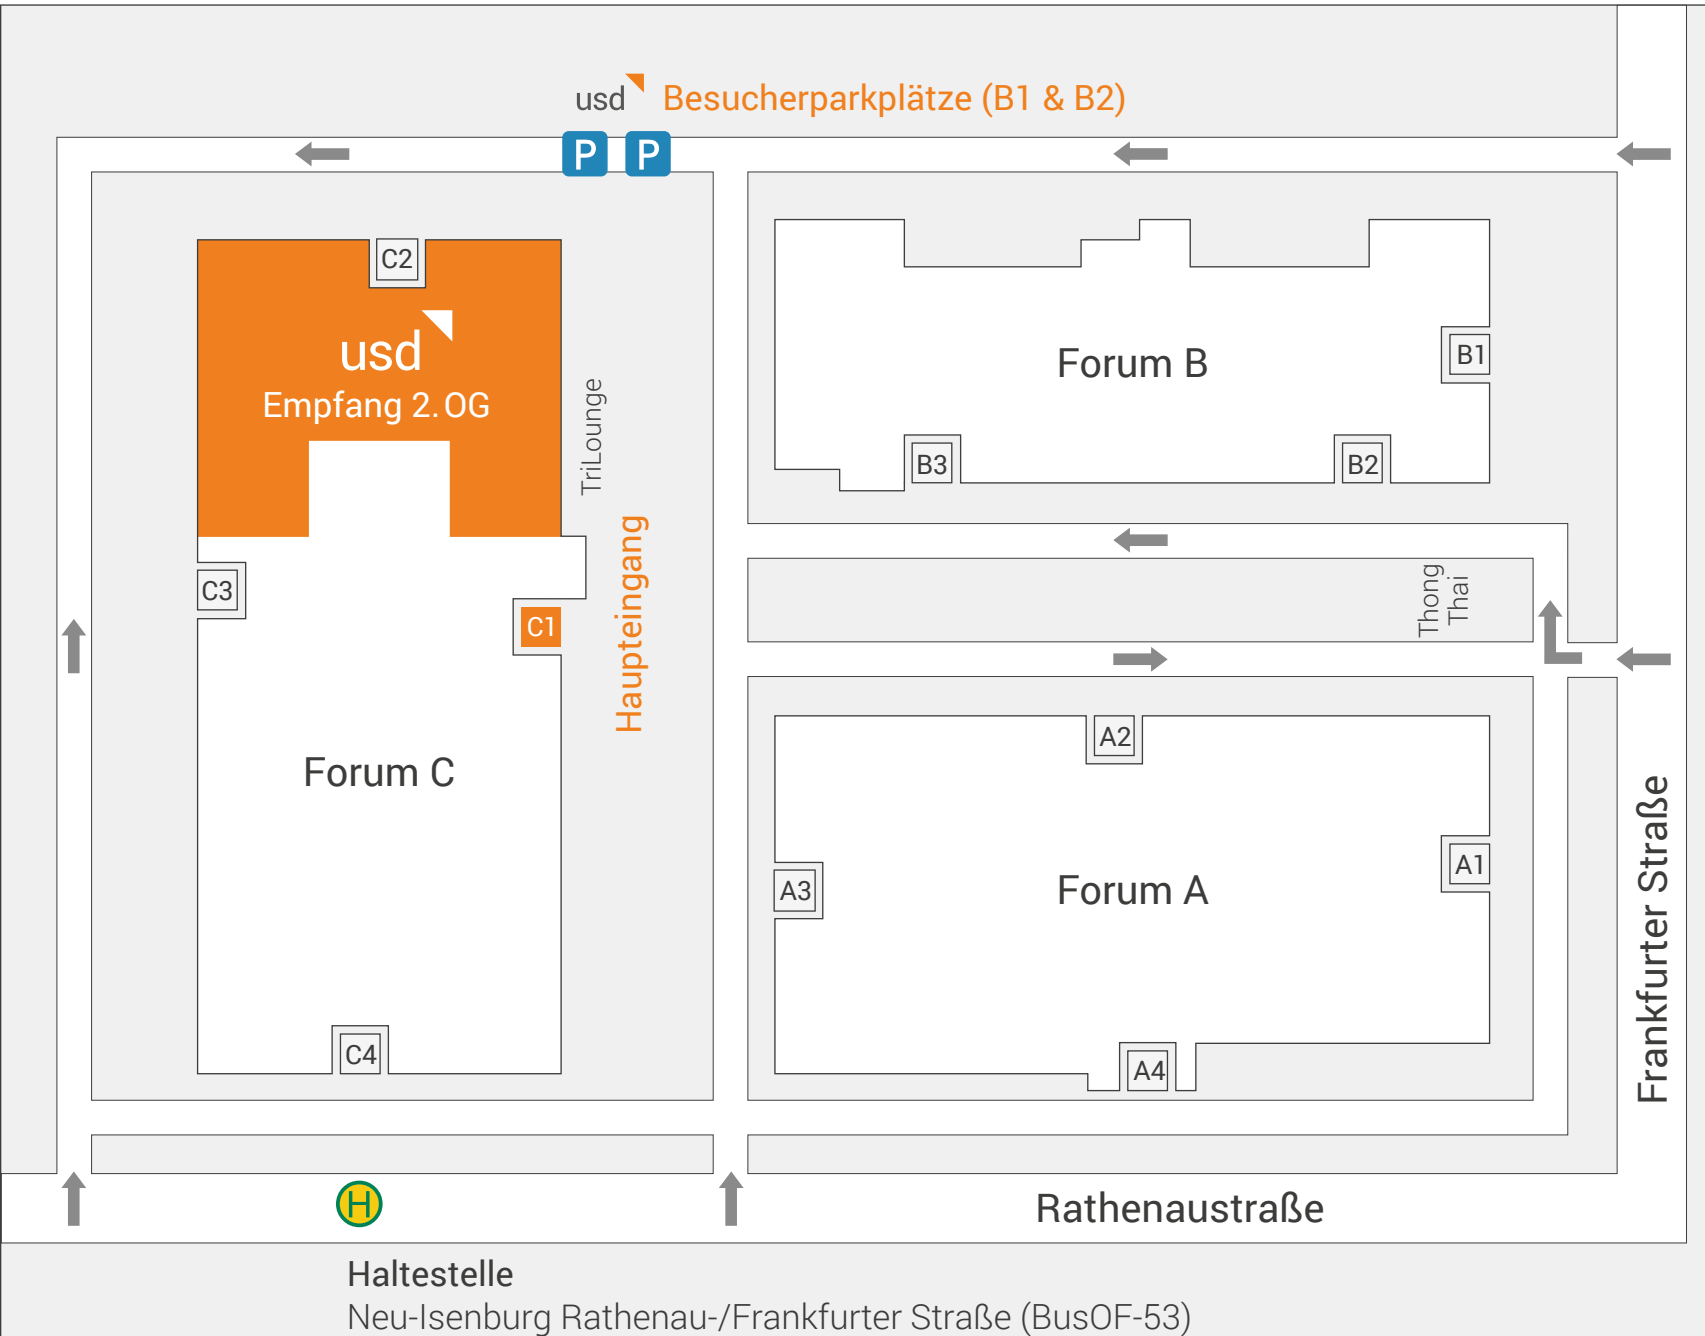 usd Besucherparkplätze (B1 & B2)
P P
C2
usd
Empfang 2. OG
TriLounge
Haupteingang
C3
C1
Forum C
C4
Forum B
B1
B3
B2
Thong
Thai
A2
A1
A3
Forum A
A4
Frankfurter Straße
H
Rathenaustraße
Haltestelle
Neu-Isenburg Rathenau-/Frankfurter Straße (BusOF-53)